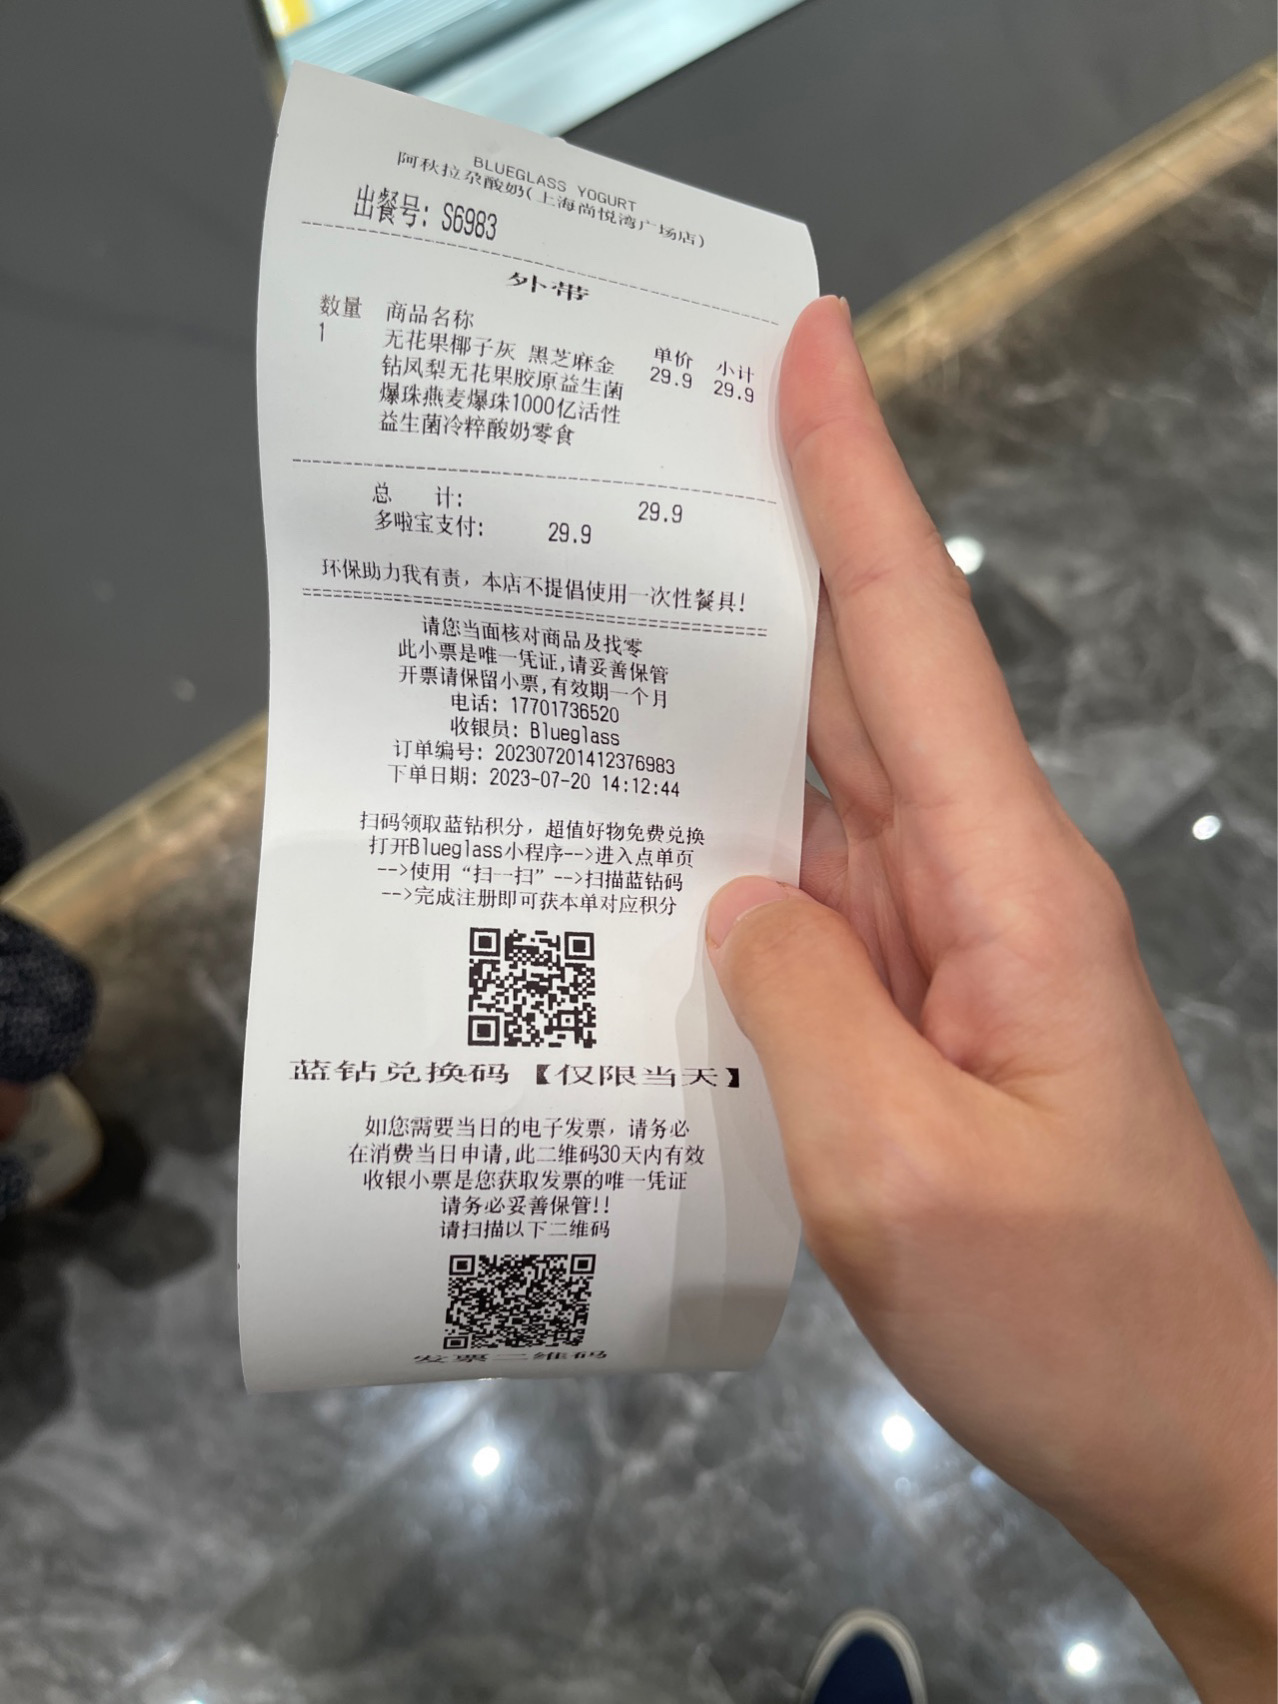 BLUEGLASS YOGURT
阿秋拉尕酸奶(上海尚悦湾广场店)
出餐号: S6983
外带
数量 商品名称 单价 小计
1 无花果椰子灰 黑芝麻金 29.9 29.9
钻凤梨无花果胶原益生菌
爆珠燕麦爆珠1000亿活性
益生菌冷粹酸奶零食
总 计: 29.9
多啦宝支付: 29.9
环保助力我有责，本店不提倡使用一次性餐具!
请您当面核对商品及找零
此小票是唯一凭证,请妥善保管
开票请保留小票,有效期一个月
电话: 17701736520
收银员: Blueglass
订单编号: 202307201412376983
下单日期: 2023-07-20 14:12:44
扫码领取蓝钻积分，超值好物免费兑换
打开Blueglass小程序-->进入点单页
-->使用“扫一扫”-->扫描蓝钻码
-->完成注册即可获本单对应积分
蓝钻兑换码【仅限当天】
如您需要当日的电子发票，请务必
在消费当日申请,此二维码30天内有效
收银小票是您获取发票的唯一凭证
请务必妥善保管!!
请扫描以下二维码
发票二维码